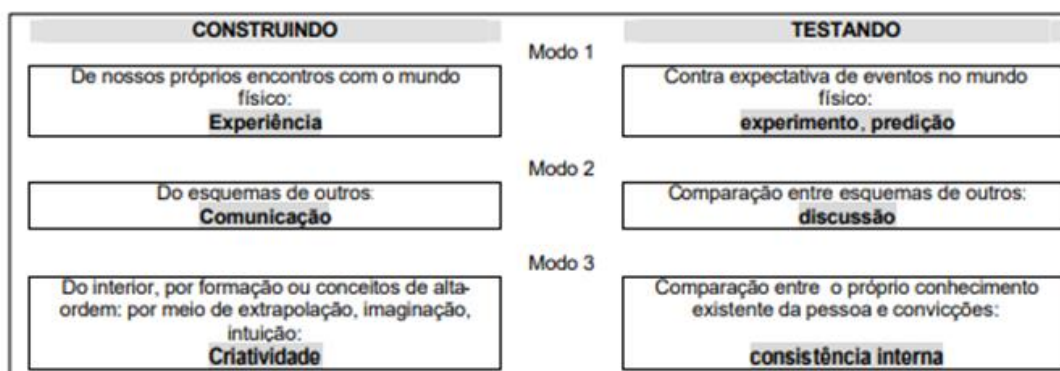 CONSTRUINDO
TESTANDO
Modo 1
De nossos próprios encontros com o mundo
físico:
Experiência
Contra expectativa de eventos no mundo
físico:
experimento, predição
Modo 2
Do esquemas de outros:
Comunicação
Comparação entre esquemas de outros:
discussão
Modo 3
Do interior, por formação ou conceitos de alta-
ordem: por meio de extrapolação, imaginação,
intuição:
Criatividade
Comparação entre o próprio conhecimento
existente da pessoa e convicções:
consistência interna